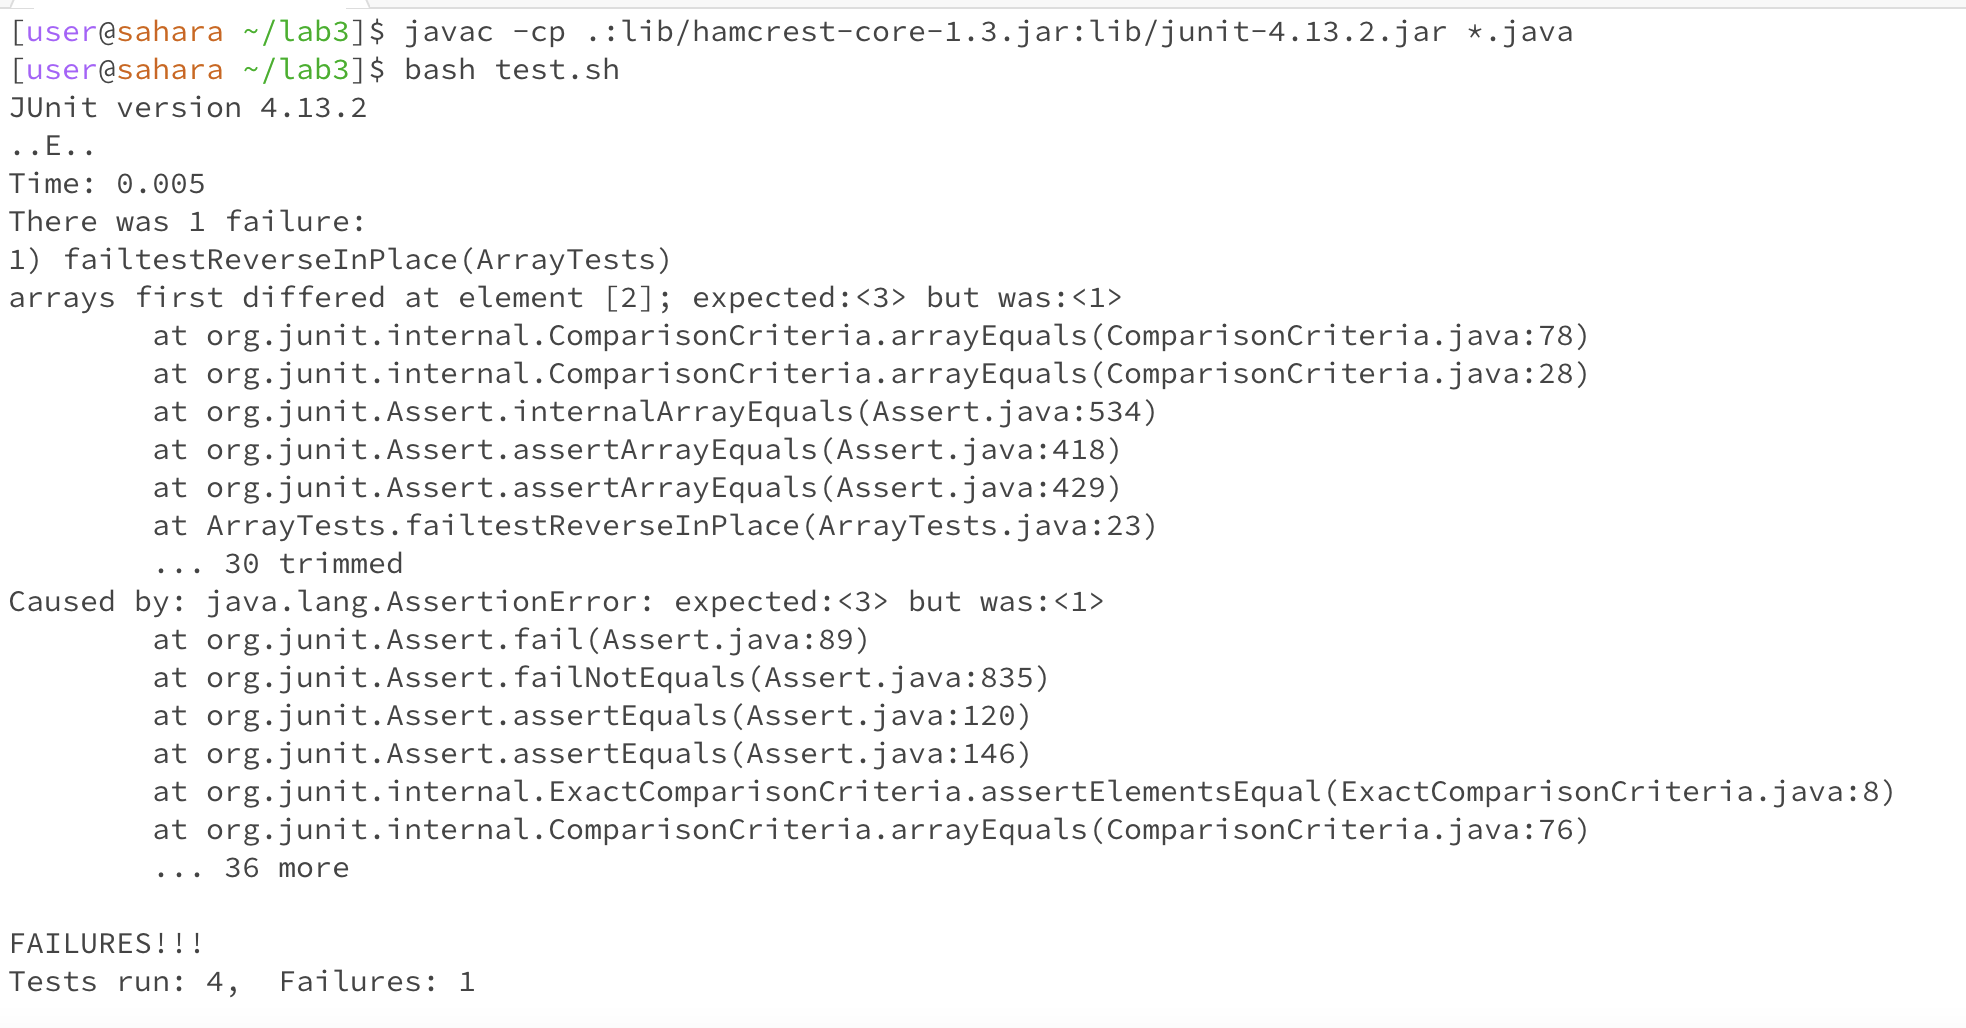 [user@sahara ~/lab3]$ javac -cp .:lib/hamcrest-core-1.3.jar:lib/junit-4.13.2.jar *.java
[user@sahara ~/lab3]$ bash test.sh
JUnit version 4.13.2
..E..
Time: 0.005
There was 1 failure:
1) failtestReverseInPlace(ArrayTests)
arrays first differed at element [2]; expected:<3> but was:<1>
        at org.junit.internal.ComparisonCriteria.arrayEquals(ComparisonCriteria.java:78)
        at org.junit.internal.ComparisonCriteria.arrayEquals(ComparisonCriteria.java:28)
        at org.junit.Assert.internalArrayEquals(Assert.java:534)
        at org.junit.Assert.assertArrayEquals(Assert.java:418)
        at org.junit.Assert.assertArrayEquals(Assert.java:429)
        at ArrayTests.failtestReverseInPlace(ArrayTests.java:23)
        ... 30 trimmed
Caused by: java.lang.AssertionError: expected:<3> but was:<1>
        at org.junit.Assert.fail(Assert.java:89)
        at org.junit.Assert.failNotEquals(Assert.java:835)
        at org.junit.Assert.assertEquals(Assert.java:120)
        at org.junit.Assert.assertEquals(Assert.java:146)
        at org.junit.internal.ExactComparisonCriteria.assertElementsEqual(ExactComparisonCriteria.java:8)
        at org.junit.internal.ComparisonCriteria.arrayEquals(ComparisonCriteria.java:76)
        ... 36 more

FAILURES!!!
Tests run: 4,  Failures: 1